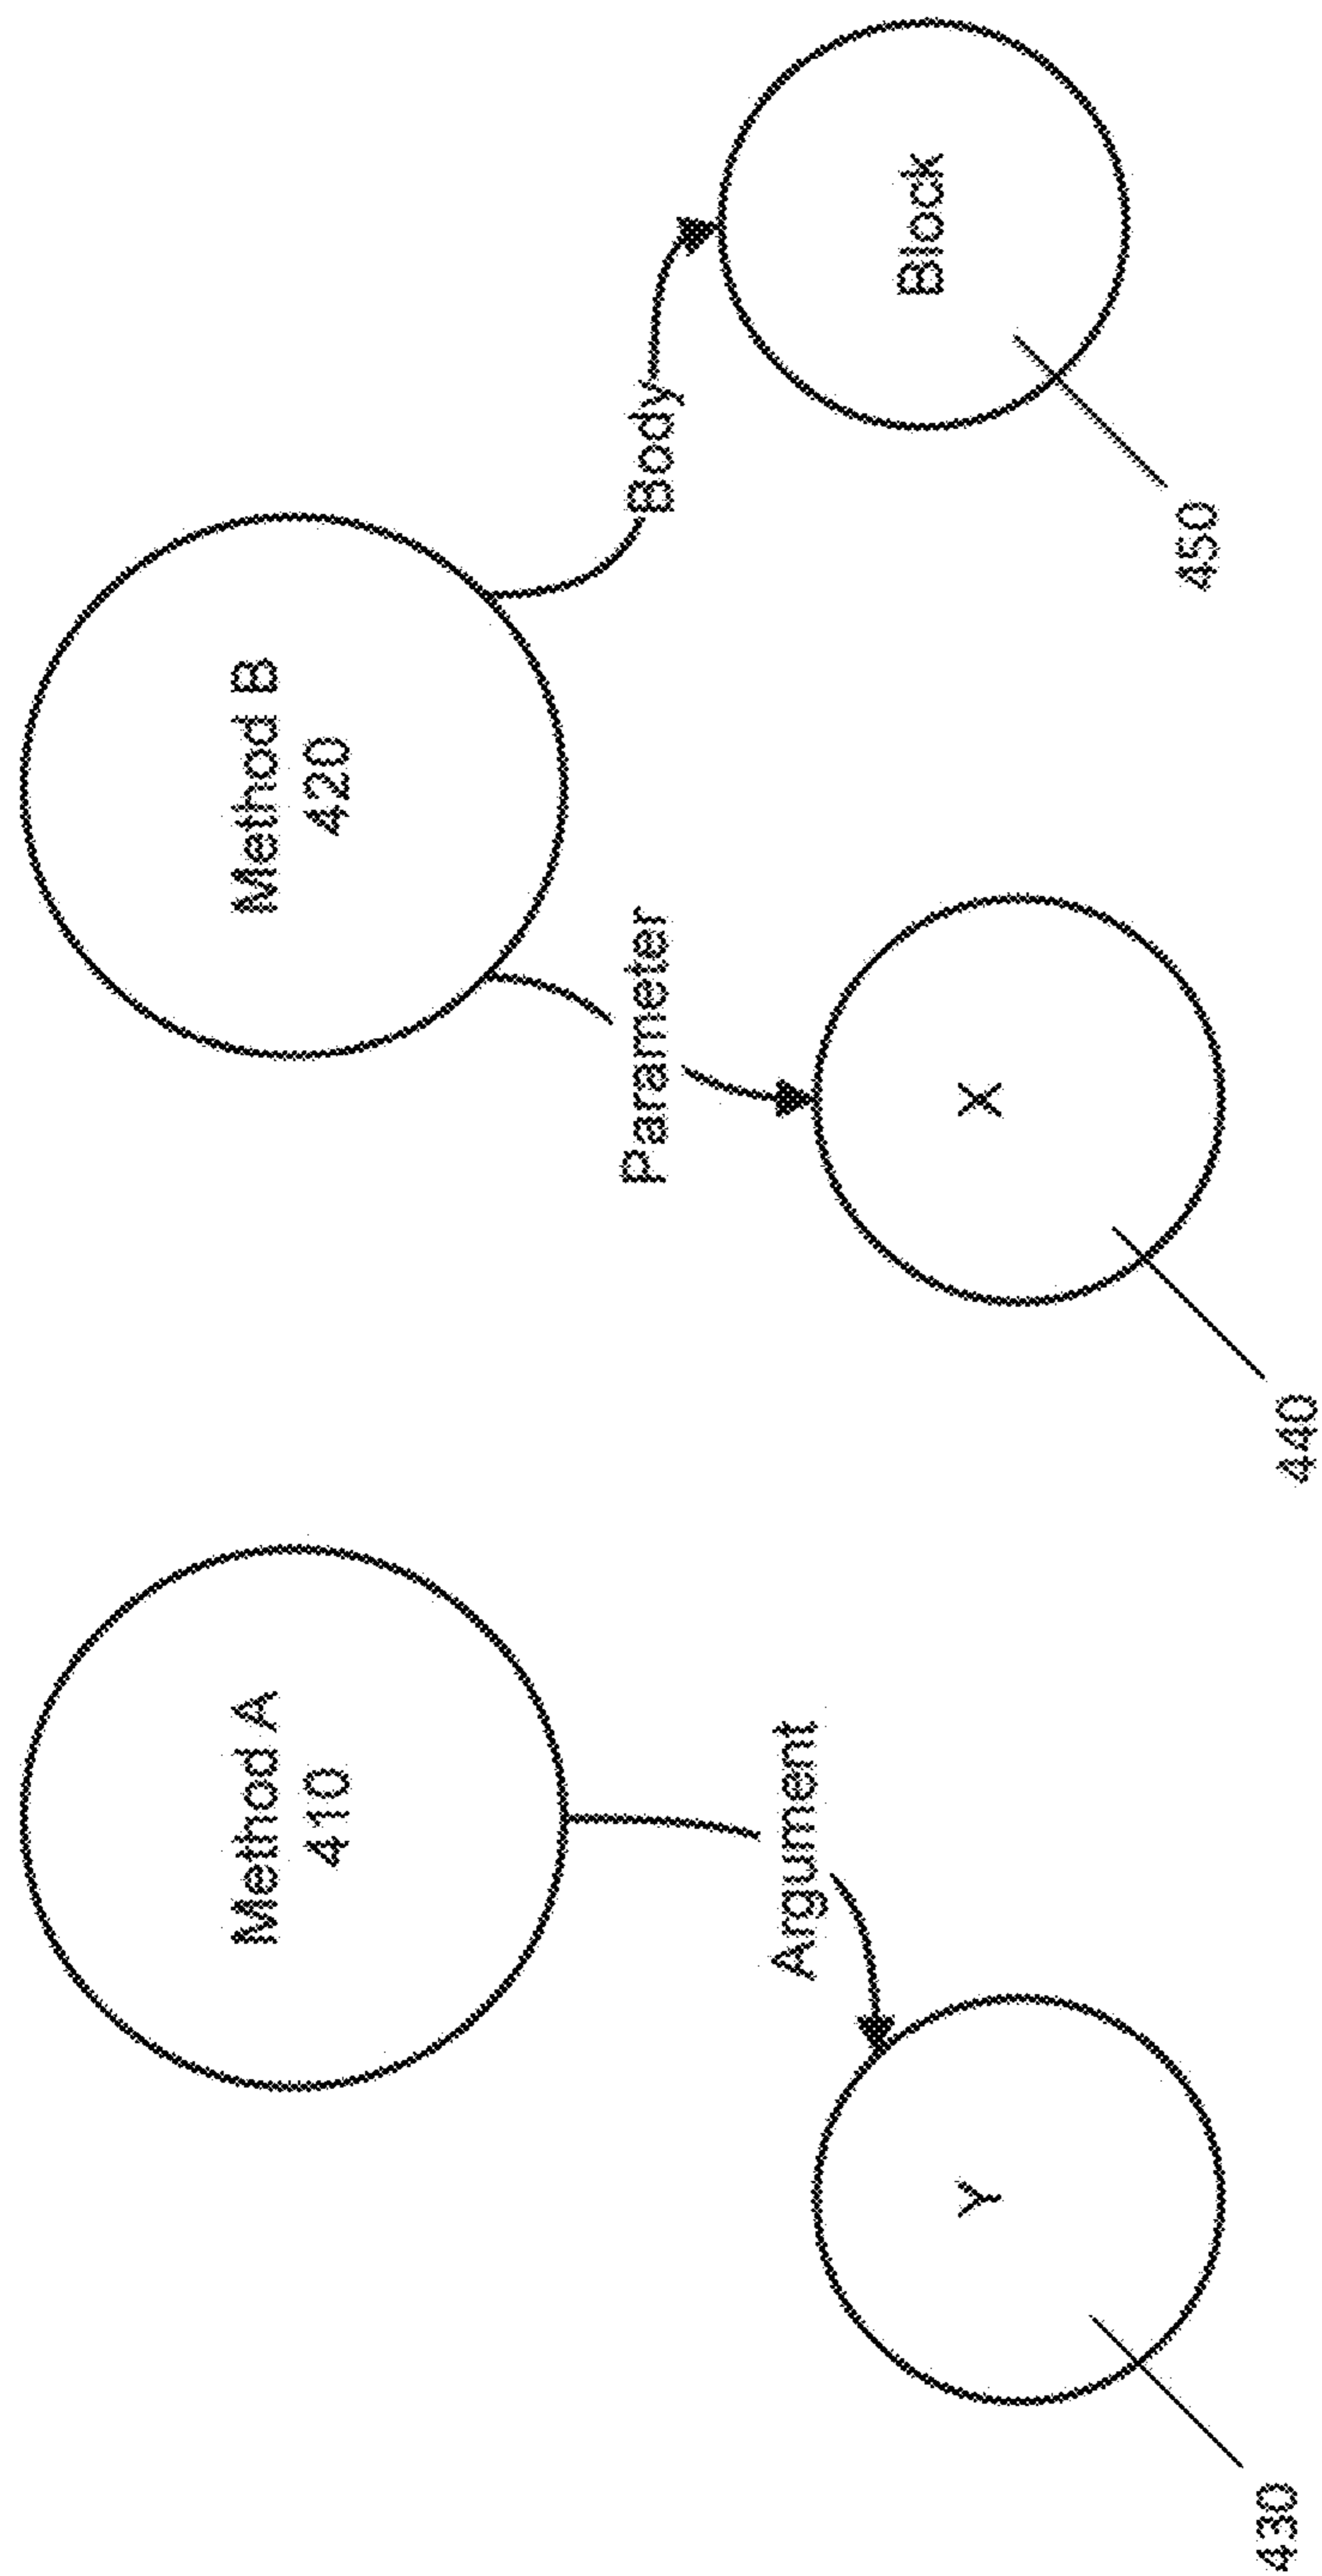 Method A
410
Method B
420
Argument
Parameter
Body
Y
X
Block
430
440
450